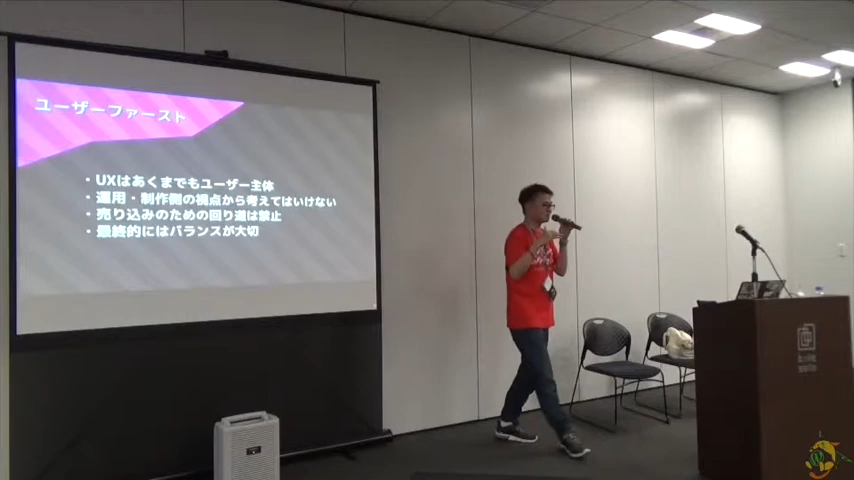 ユーザーファースト
・UXはあくまでもユーザー主体
・運用・制作側の視点から考えてはいけない
・売り込みのための回り道は禁止
・最終的にはバランスが大切